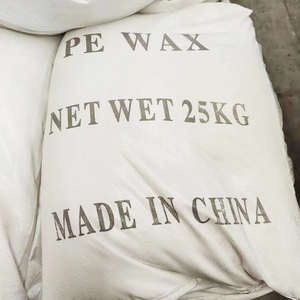 PE WAX
NET WET 25KG
MADE IN CHINA